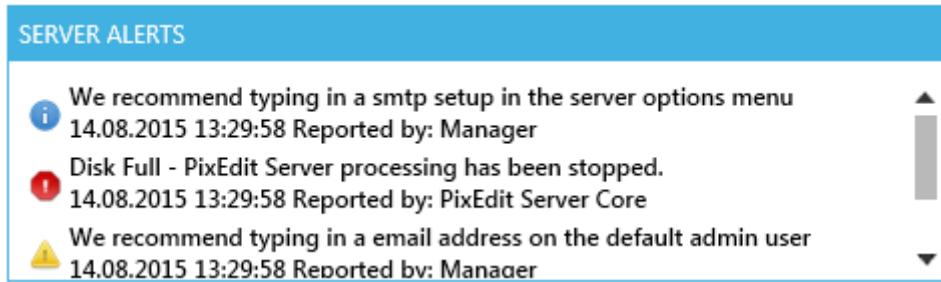 SERVER ALERTS
We recommend typing in a smtp setup in the server options menu
14.08.2015 13:29:58 Reported by: Manager
Disk Full - PixEdit Server processing has been stopped.
14.08.2015 13:29:58 Reported by: PixEdit Server Core
We recommend typing in a email address on the default admin user
14.08.2015 13:29:58 Reported by: Manager